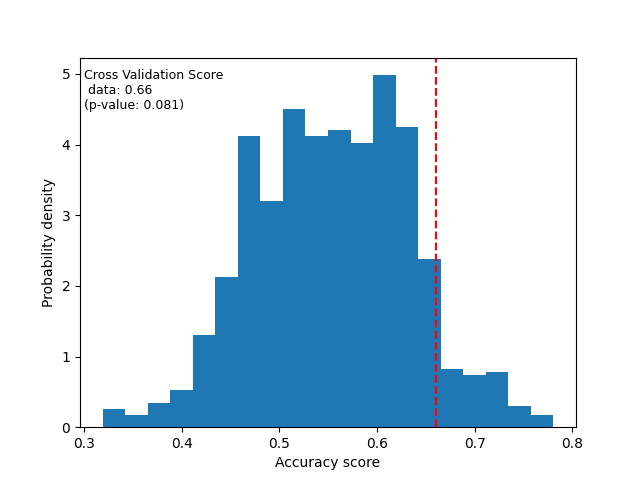 Cross Validation Score
data: 0.66
(p-value: 0.081)
Probability density
5
4
3
2
1
0
0.3 0.4 0.5 0.6 0.7 0.8
Accuracy score